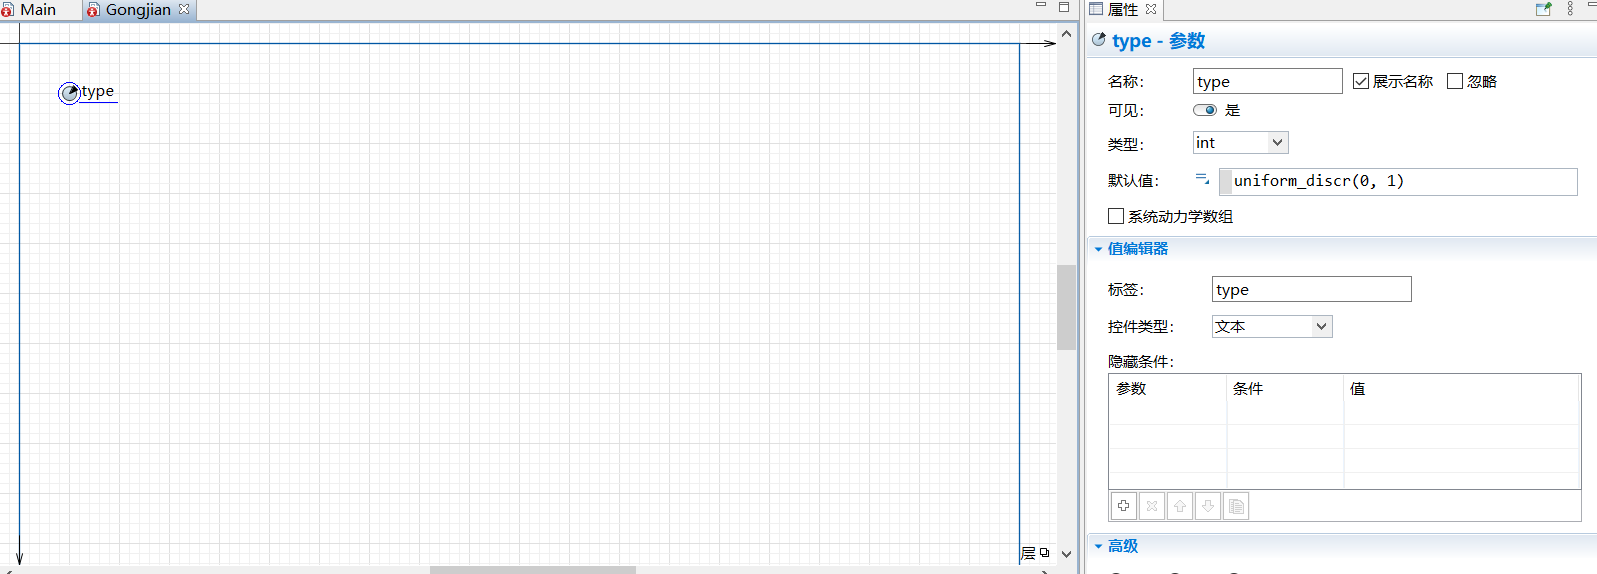 Main
Gongjian
属性
type
type - 参数
名称:
type
展示名称
忽略
可见:
是
类型:
int
默认值:
uniform_discr(0, 1)
系统动力学数组
值编辑器
标签:
type
控件类型:
文本
隐藏条件:
参数 条件 值
层
高级